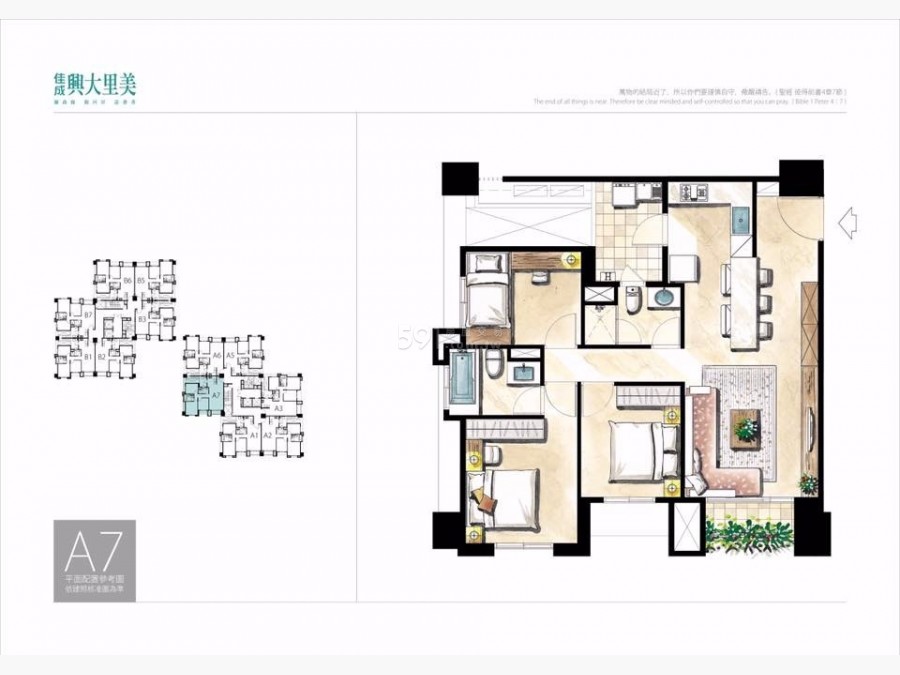 佳成 興大里美
萬物的結局近了，所以你們要謹慎自守，儆醒禱告。(聖經 彼得前書4章7節)
The end of all things is near. Therefore be clear minded and self-controlled so that you can pray. ( Bible 1 Peter 4：7 )
B6 B5
B7 B3
B1 B2
A6 A5
A7
A3
A1 A2
A7
平面配置參考圖
依建照核准圖為準